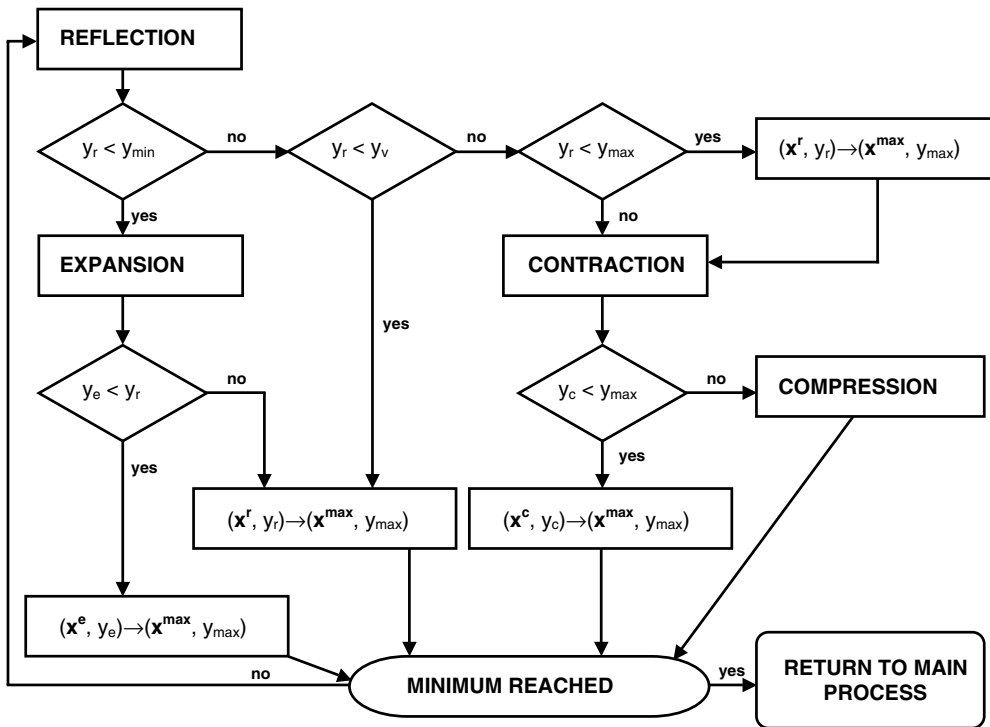 REFLECTION
y_r < y_min
no
y_r < y_v
no
y_r < y_max
yes
(x^r, y_r)→(x^max, y_max)
yes
no
EXPANSION
CONTRACTION
yes
y_e < y_r
no
y_c < y_max
no
COMPRESSION
yes
yes
(x^r, y_r)→(x^max, y_max)
(x^c, y_c)→(x^max, y_max)
(x^e, y_e)→(x^max, y_max)
no
MINIMUM REACHED
yes
RETURN TO MAIN
PROCESS